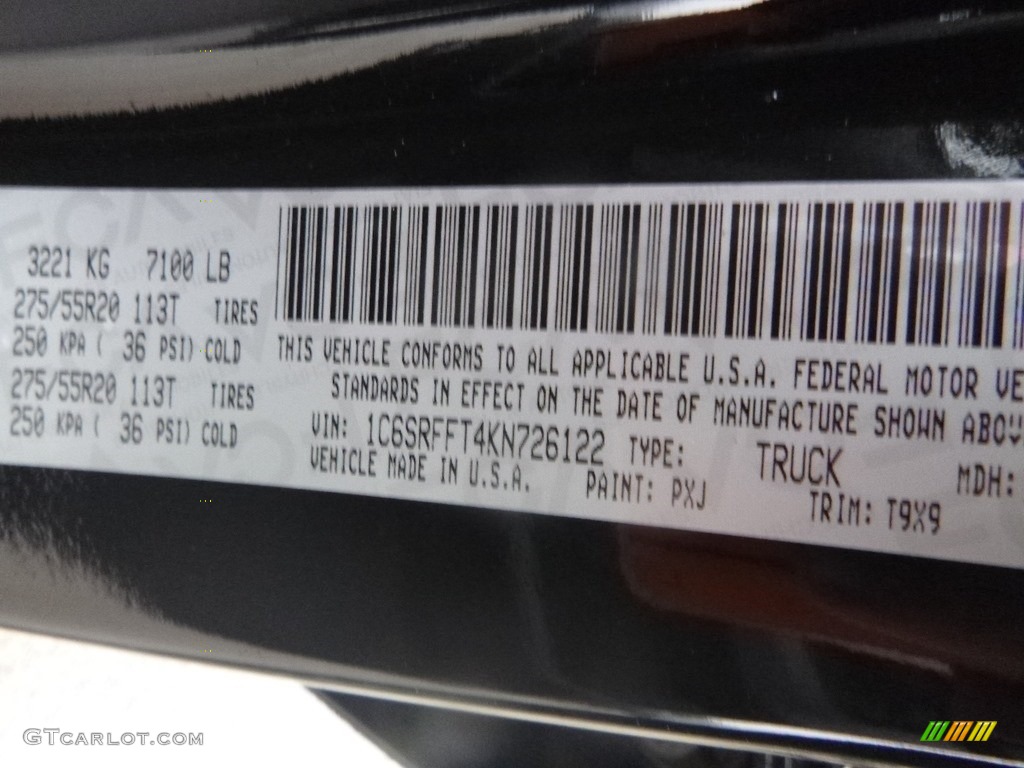 3221 KG 7100 LB
275/55R20 113T TIRES
250 KPA ( 36 PSI) COLD
275/55R20 113T TIRES
250 KPA ( 36 PSI) COLD
THIS VEHICLE CONFORMS TO ALL APPLICABLE U.S.A. FEDERAL MOTOR VE
STANDARDS IN EFFECT ON THE DATE OF MANUFACTURE SHOWN ABOV
VIN: 1C6SRFFT4KN726122 TYPE: TRUCK MDH:
VEHICLE MADE IN U.S.A. PAINT: PXJ TRIM: T9X9
GTcarlot.com